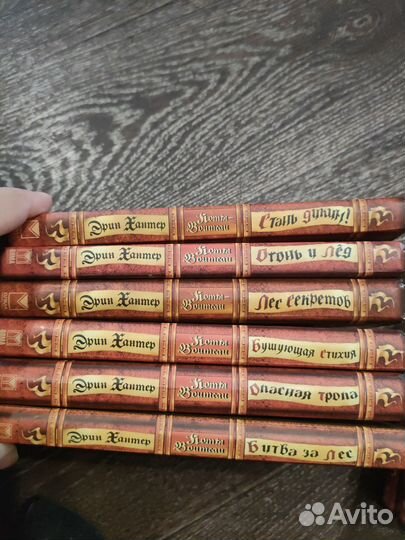 Эрин Хантер Коты-Воители Стань диким!
Эрин Хантер Коты-Воители Огонь и лёд
Эрин Хантер Коты-Воители Лес секретов
Эрин Хантер Коты-Воители Бушующая стихия
Эрин Хантер Коты-Воители Опасная тропа
Эрин Хантер Коты-Воители Битва за лес
Avito